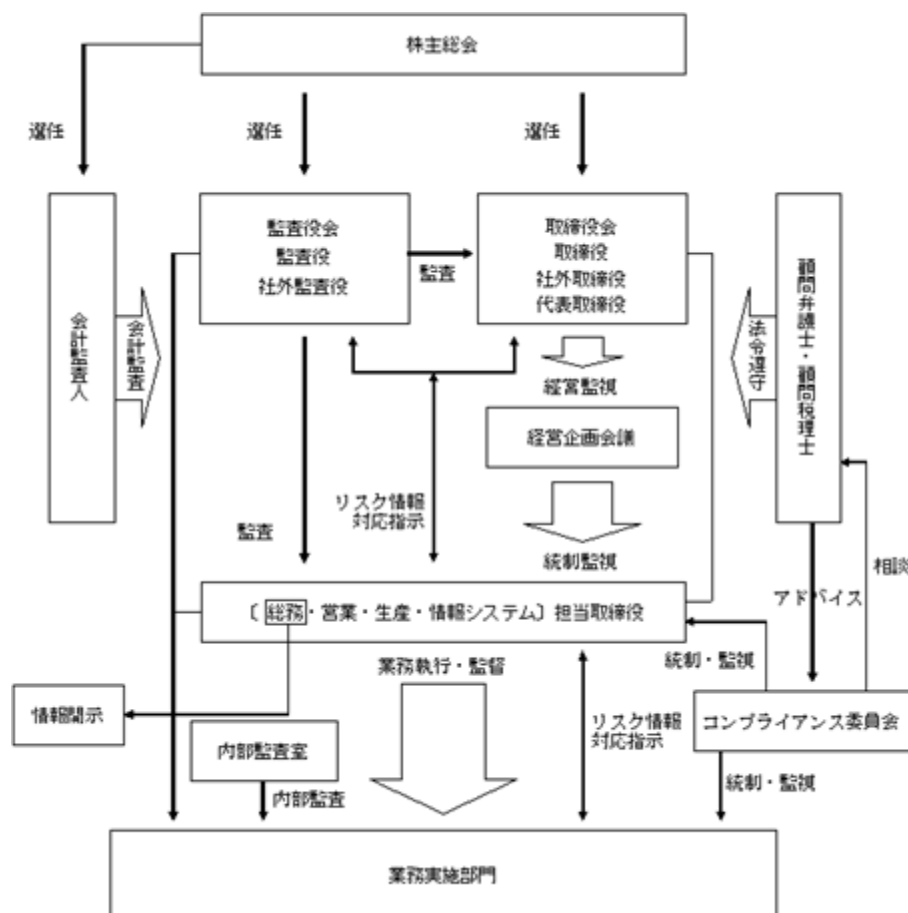 株主総会
選任
選任
選任
監査役会
監査役
社外監査役
監査
取締役会
取締役
社外取締役
代表取締役
会計監査人
会計監査
法令遵守
顧問弁護士・顧問税理士
経営監視
経営企画会議
リスク情報
対応指示
監査
統制監視
相談
アドバイス
〔総務・営業・生産・情報システム〕担当取締役
統制・監視
業務執行・監督
情報開示
内部監査室
リスク情報
対応指示
コンプライアンス委員会
内部監査
統制・監視
業務実施部門